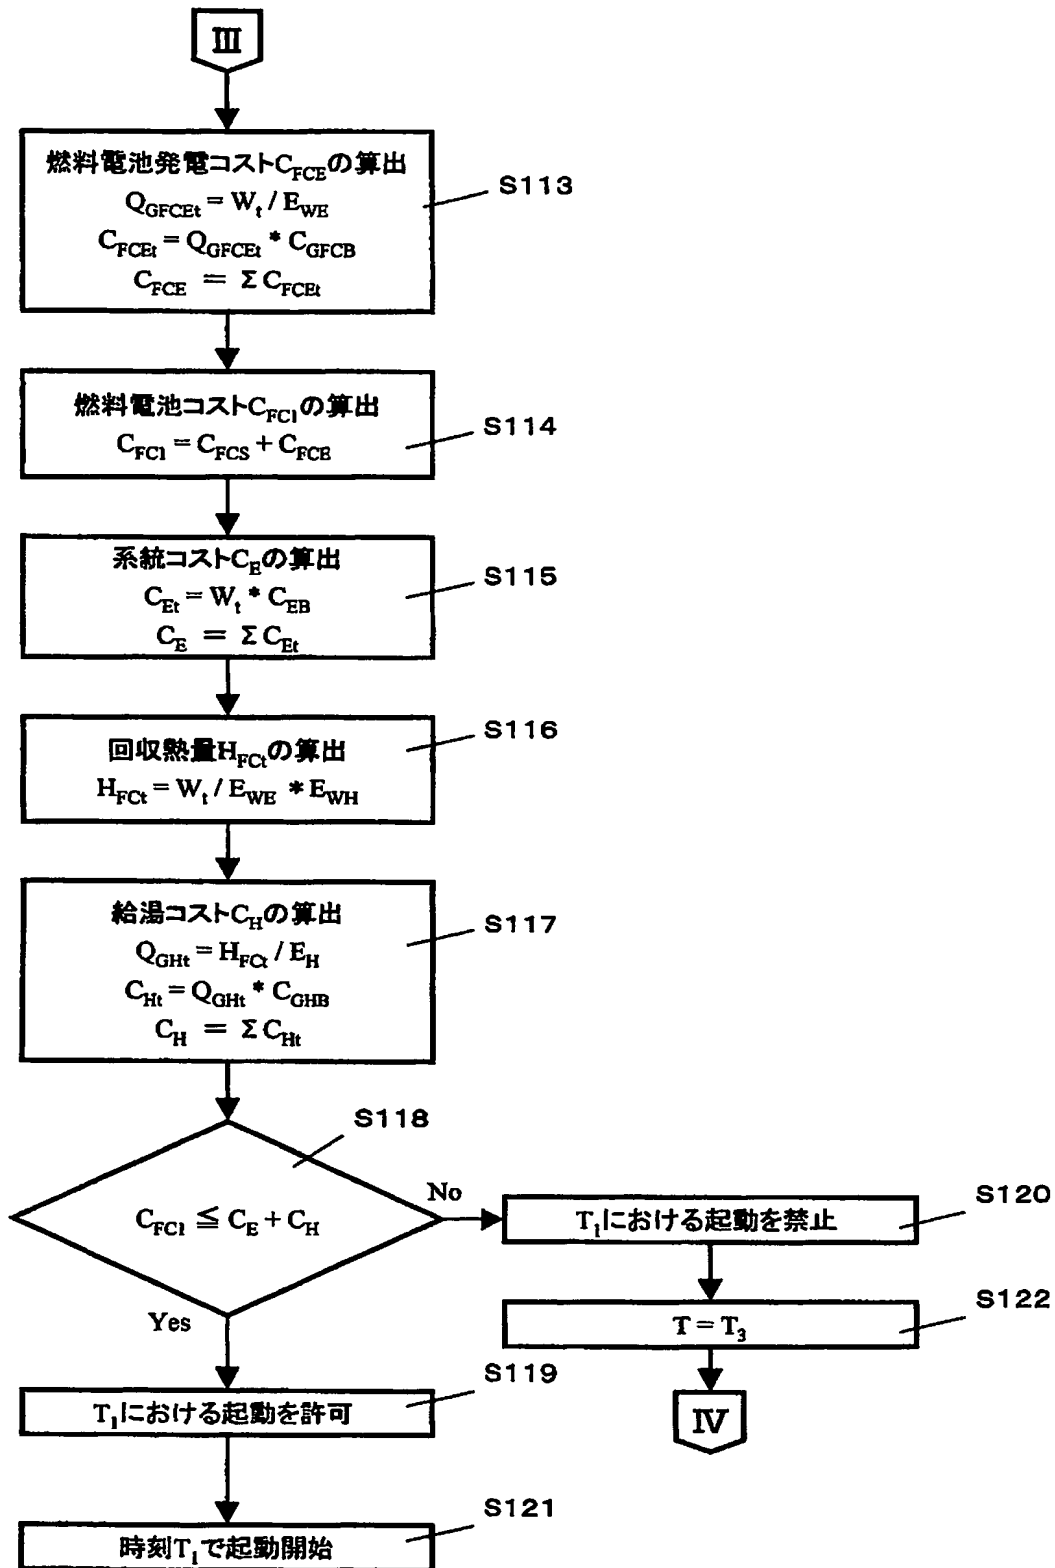 III
燃料電池発電コストC_FCEの算出
Q_GFCEt = W_t / E_WE
C_FCEt = Q_GFCEt * C_GFCB
C_FCE = Σ C_FCEt
S113
燃料電池コストC_FC1の算出
C_FC1 = C_FCS + C_FCE
S114
系統コストC_Eの算出
C_Et = W_t * C_EB
C_E = Σ C_Et
S115
回収熱量H_FCtの算出
H_FCt = W_t / E_WE * E_WH
S116
給湯コストC_Hの算出
Q_GHt = H_FCt / E_H
C_Ht = Q_GHt * C_GHB
C_H = Σ C_Ht
S117
S118
C_FC1 ≦ C_E + C_H
No
Yes
T_1における起動を禁止
S120
T = T_3
S122
IV
T_1における起動を許可
S119
時刻T_1で起動開始
S121